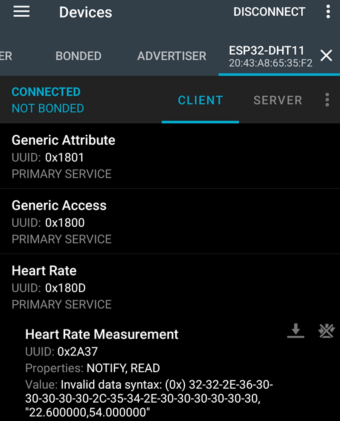 Devices
DISCONNECT
ER
BONDED
ADVERTISER
ESP32-DHT11
20:43:A8:65:35:F2
CONNECTED
NOT BONDED
CLIENT
SERVER
Generic Attribute
UUID: 0x1801
PRIMARY SERVICE
Generic Access
UUID: 0x1800
PRIMARY SERVICE
Heart Rate
UUID: 0x180D
PRIMARY SERVICE
Heart Rate Measurement
UUID: 0x2A37
Properties: NOTIFY, READ
Value: Invalid data syntax: (0x) 32-32-2E-36-30-
30-30-30-30-2C-35-34-2E-30-30-30-30-30-30,
"22.600000,54.000000"